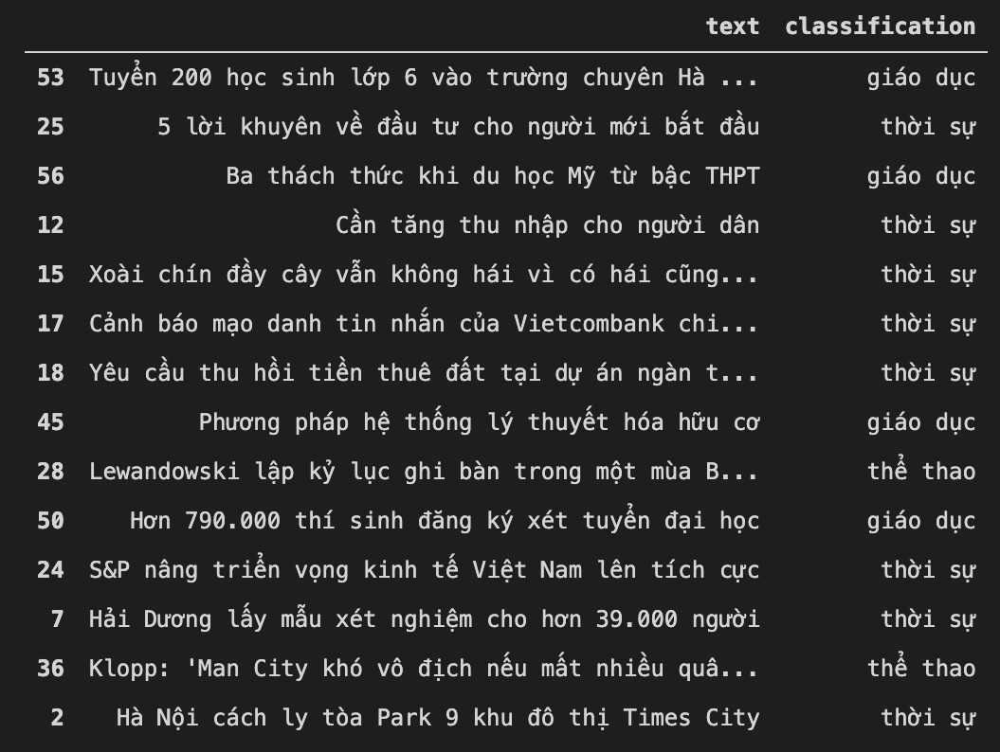 text classification
53 Tuyển 200 học sinh lớp 6 vào trường chuyên Hà ... giáo dục
25 5 lời khuyên về đầu tư cho người mới bắt đầu thời sự
56 Ba thách thức khi du học Mỹ từ bậc THPT giáo dục
12 Cần tăng thu nhập cho người dân thời sự
15 Xoài chín đầy cây vẫn không hái vì có hái cũng... thời sự
17 Cảnh báo mạo danh tin nhắn của Vietcombank chi... thời sự
18 Yêu cầu thu hồi tiền thuê đất tại dự án ngàn t... thời sự
45 Phương pháp hệ thống lý thuyết hóa hữu cơ giáo dục
28 Lewandowski lập kỷ lục ghi bàn trong một mùa B... thể thao
50 Hơn 790.000 thí sinh đăng ký xét tuyển đại học giáo dục
24 S&P nâng triển vọng kinh tế Việt Nam lên tích cực thời sự
7 Hải Dương lấy mẫu xét nghiệm cho hơn 39.000 người thời sự
36 Klopp: 'Man City khó vô địch nếu mất nhiều quâ... thể thao
2 Hà Nội cách ly tòa Park 9 khu đô thị Times City thời sự